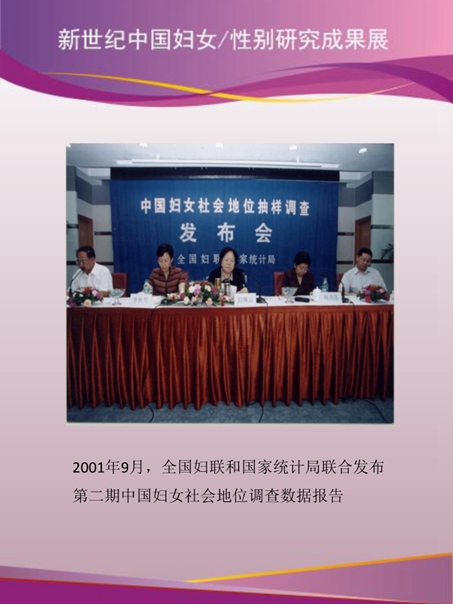 新世纪中国妇女/性别研究成果展
中国妇女社会地位抽样调查
发布会
全国妇联 国家统计局
2001年9月，全国妇联和国家统计局联合发布
第二期中国妇女社会地位调查数据报告